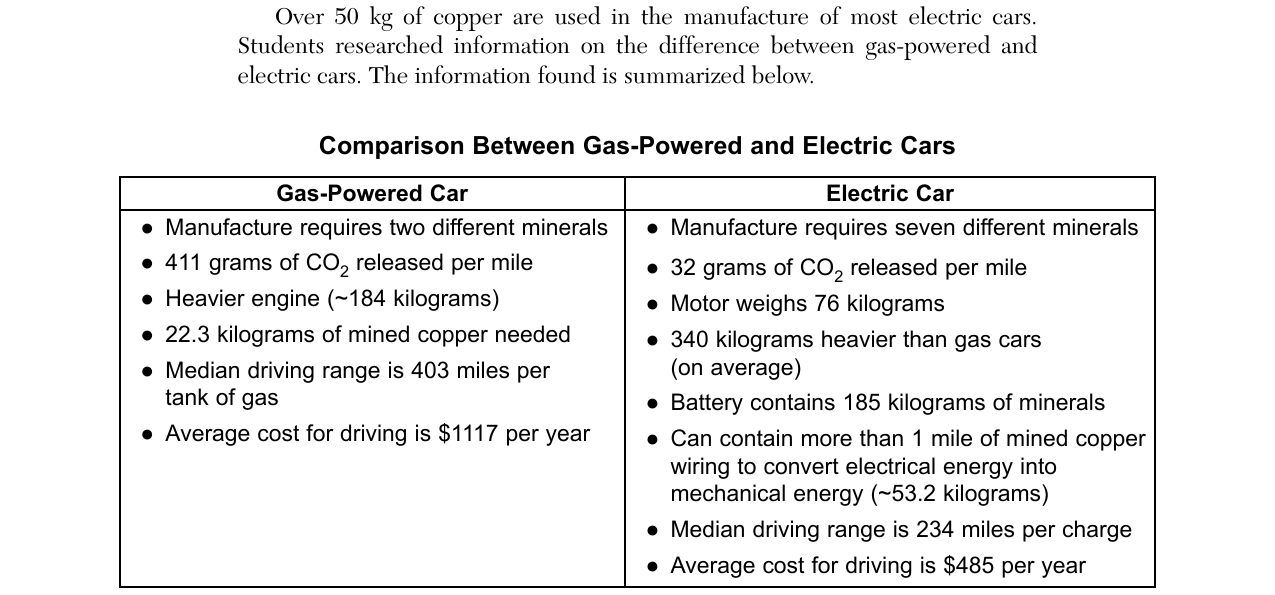 Over 50 kg of copper are used in the manufacture of most electric cars.
Students researched information on the difference between gas-powered and
electric cars. The information found is summarized below.
Comparison Between Gas-Powered and Electric Cars
Gas-Powered Car
● Manufacture requires two different minerals
● 411 grams of CO₂ released per mile
● Heavier engine (~184 kilograms)
● 22.3 kilograms of mined copper needed
● Median driving range is 403 miles per
tank of gas
● Average cost for driving is $1117 per year
Electric Car
● Manufacture requires seven different minerals
● 32 grams of CO₂ released per mile
● Motor weighs 76 kilograms
● 340 kilograms heavier than gas cars
(on average)
● Battery contains 185 kilograms of minerals
● Can contain more than 1 mile of mined copper
wiring to convert electrical energy into
mechanical energy (~53.2 kilograms)
● Median driving range is 234 miles per charge
● Average cost for driving is $485 per year